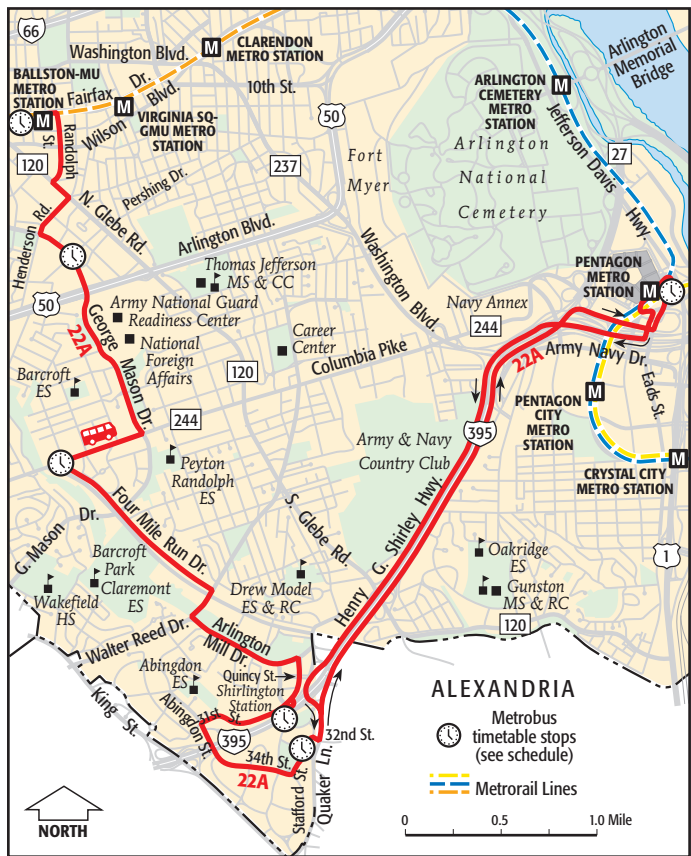 66
Washington Blvd.
CLARENDON
METRO STATION
Arlington
Memorial
Bridge
BALLSTON-MU
METRO
STATION
Fairfax Dr.
10th St.
Wilson Blvd.
VIRGINIA SQ-
GMU METRO
STATION
ARLINGTON
CEMETERY
METRO
STATION
Jefferson Davis Hwy.
Randolph St.
50
27
120
237
Fort
Myer
Arlington
National
Cemetery
Pershing Dr.
N. Glebe Rd.
Arlington Blvd.
Henderson Rd.
Washington Blvd.
Thomas Jefferson
MS & CC
PENTAGON
METRO
STATION
50
Army National Guard
Readiness Center
Navy Annex
244
22A
George Mason Dr.
National
Foreign
Affairs
Career
Center
Columbia Pike
22A
Army Navy Dr.
Eads St.
120
Barcroft
ES
PENTAGON
CITY
METRO
STATION
244
395
Army & Navy
Country Club
Peyton
Randolph
ES
CRYSTAL CITY
METRO STATION
Four Mile Run Dr.
S. Glebe Rd.
Henry G. Shirley Hwy.
G. Mason Dr.
Barcroft
Park
Claremont
ES
Wakefield
HS
Drew Model
ES & RC
Oakridge
ES
Gunston
MS & RC
1
120
Walter Reed Dr.
Arlington
Mill Dr.
Abingdon
ES
Quincy St.
Shirlington
Station
King St.
Abingdon St.
31st St.
395
34th St.
22A
Stafford St.
Quaker Ln.
32nd St.
ALEXANDRIA
Metrobus
timetable stops
(see schedule)
Metrorail Lines
NORTH
0 0.5 1.0 Mile
M
M
M
M
M
M
M